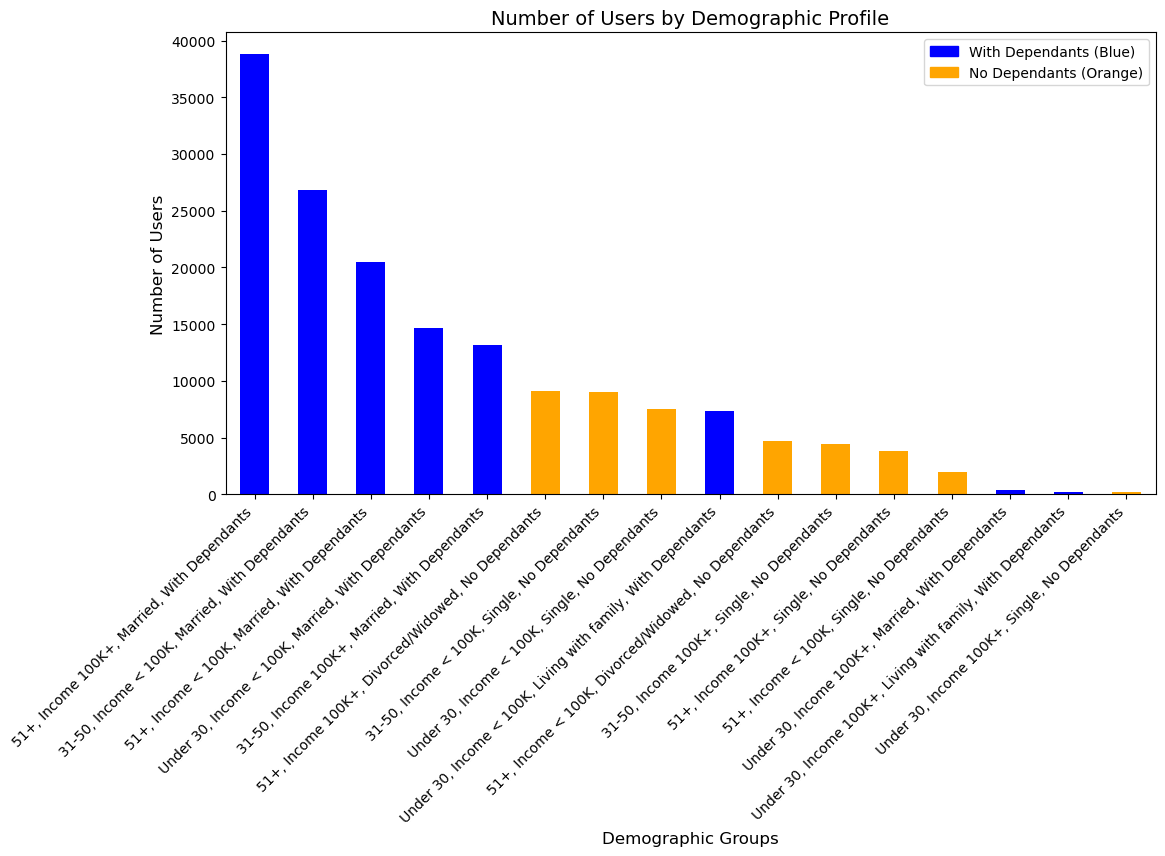 Number of Users by Demographic Profile
With Dependants (Blue)
No Dependants (Orange)
Number of Users
40000
35000
30000
25000
20000
15000
10000
5000
0
51+, Income 100K+, Married, With Dependants
31-50, Income < 100K, Married, With Dependants
51+, Income < 100K, Married, With Dependants
Under 30, Income < 100K, Married, With Dependants
31-50, Income 100K+, Married, With Dependants
51+, Income 100K+, Divorced/Widowed, No Dependants
31-50, Income < 100K, Single, No Dependants
Under 30, Income < 100K, Single, No Dependants
Under 30, Income < 100K, Living with family, With Dependants
51+, Income < 100K, Divorced/Widowed, No Dependants
31-50, Income 100K+, Single, No Dependants
51+, Income 100K+, Single, No Dependants
51+, Income < 100K, Single, No Dependants
Under 30, Income 100K+, Married, With Dependants
Under 30, Income 100K+, Living with family, With Dependants
Under 30, Income 100K+, Single, No Dependants
Demographic Groups